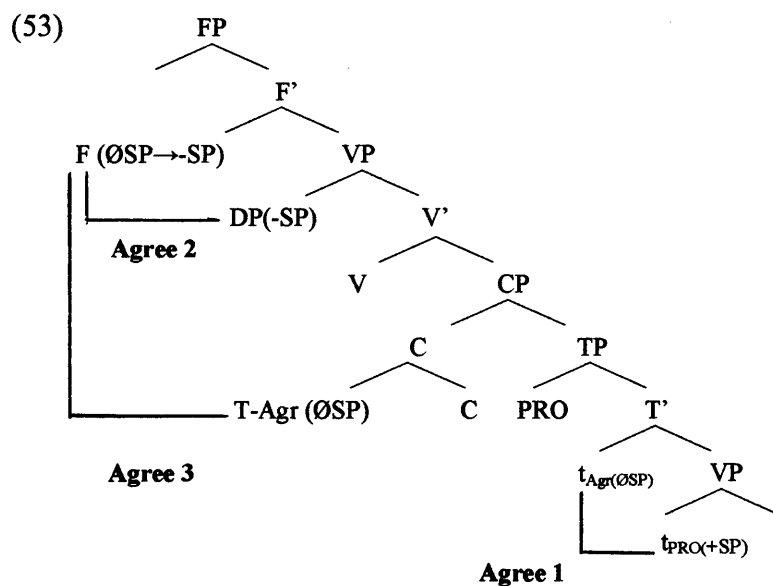 (53)
FP
F'
F (ØSP→-SP) VP
DP(-SP) V'
Agree 2
V CP
C TP
T-Agr (ØSP) C PRO T'
Agree 3
tAgr(ØSP) VP
tPRO(+SP)
Agree 1